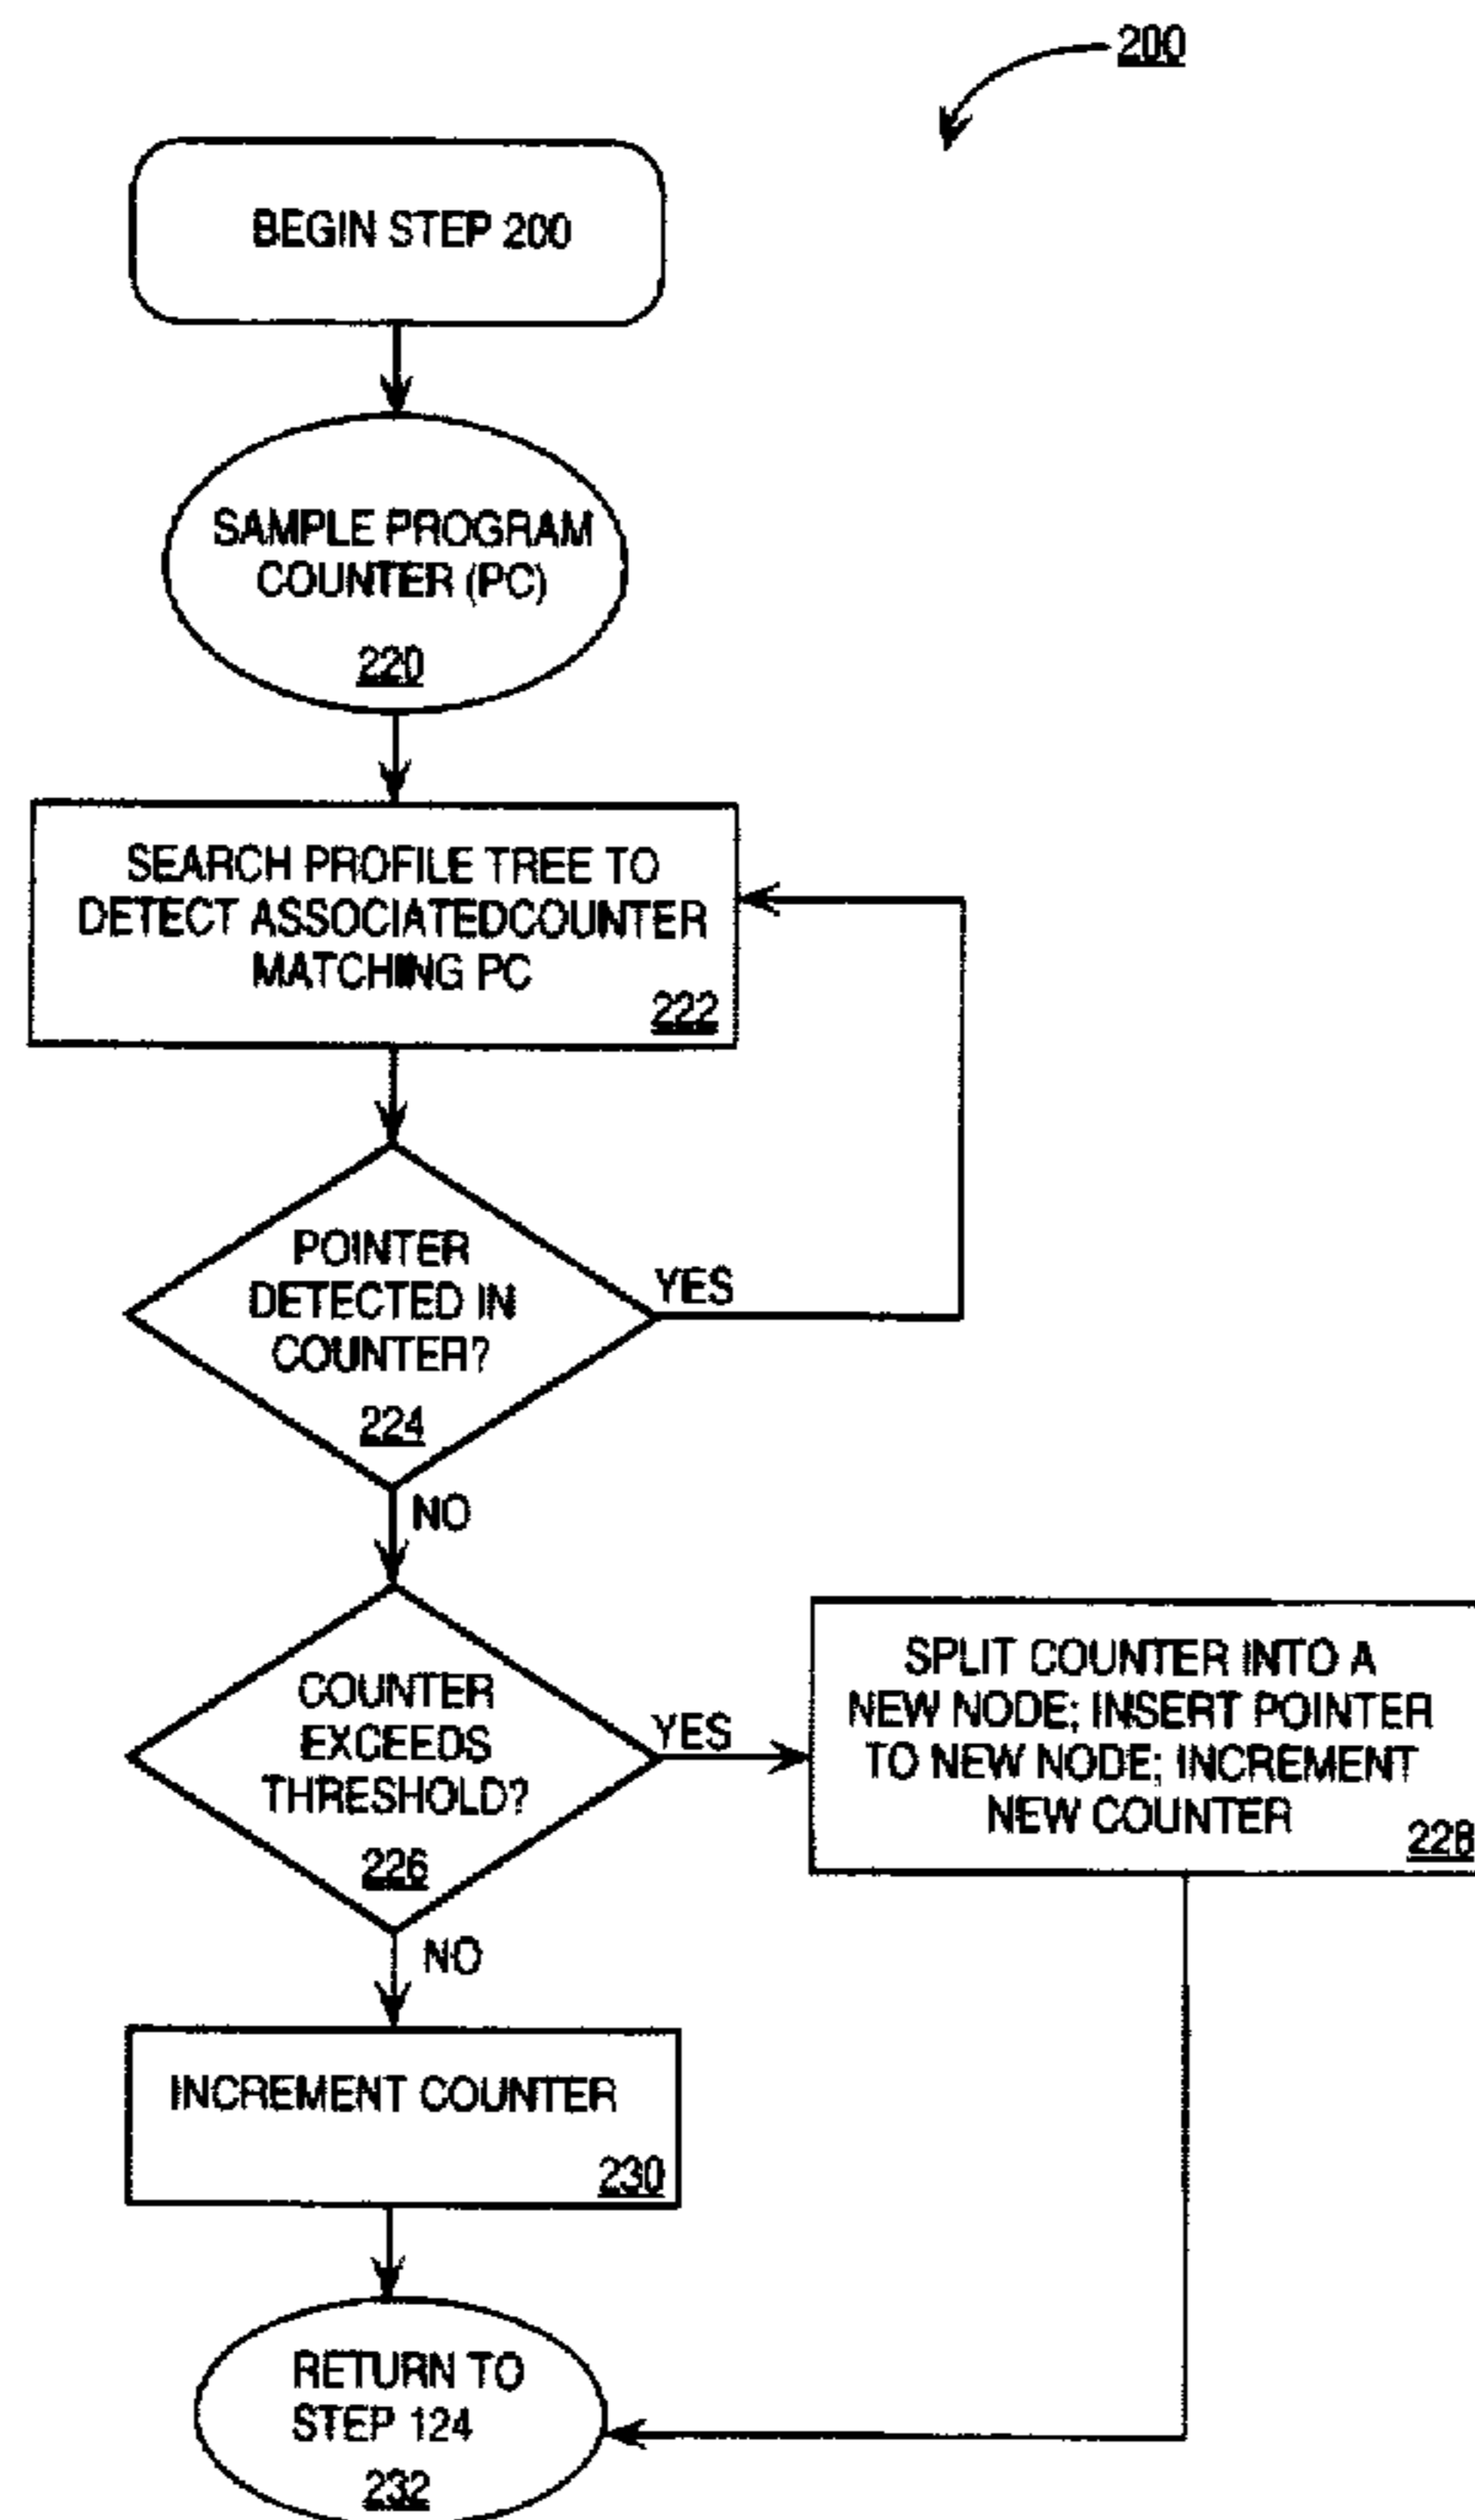 200
BEGIN STEP 200
SAMPLE PROGRAM
COUNTER (PC)
220
SEARCH PROFILE TREE TO
DETECT ASSOCIATEDCOUNTER
MATCHING PC
222
POINTER
DETECTED IN
COUNTER?
224
YES
NO
COUNTER
EXCEEDS
THRESHOLD?
226
YES
SPLIT COUNTER INTO A
NEW NODE; INSERT POINTER
TO NEW NODE; INCREMENT
NEW COUNTER
228
NO
INCREMENT COUNTER
230
RETURN TO
STEP 124
232